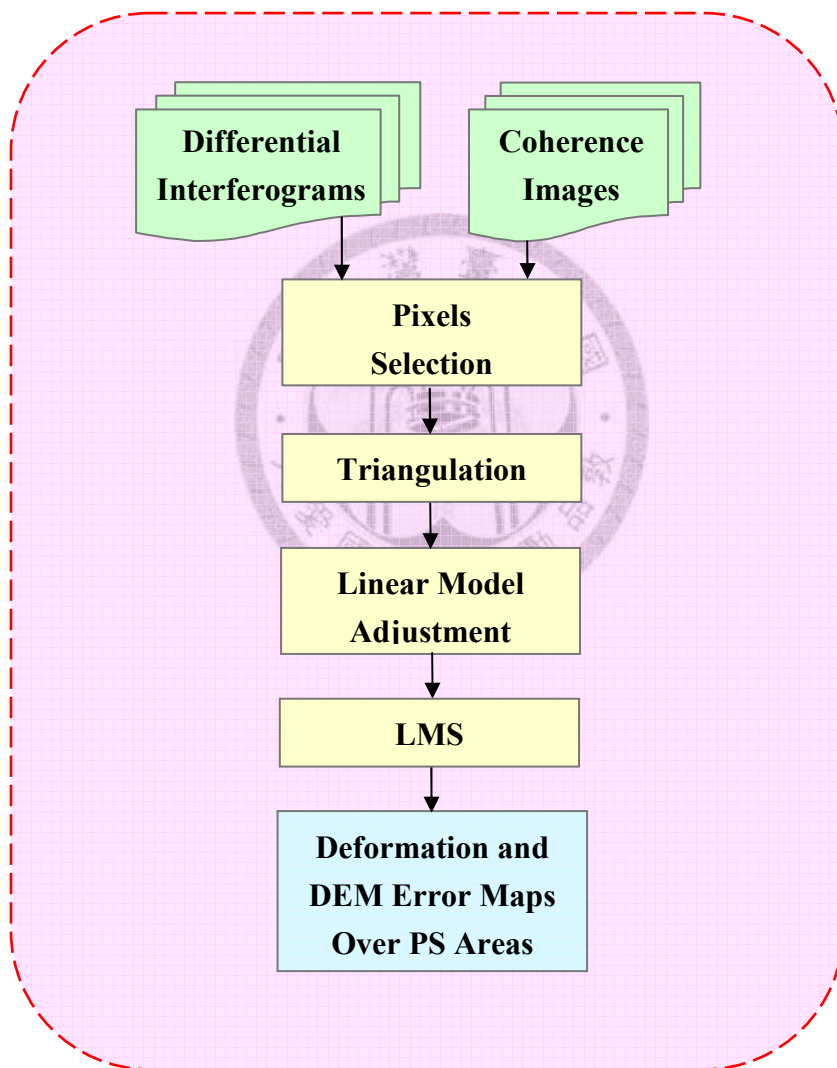 Differential
Interferograms
Coherence
Images
Pixels
Selection
Triangulation
Linear Model
Adjustment
LMS
Deformation and
DEM Error Maps
Over PS Areas